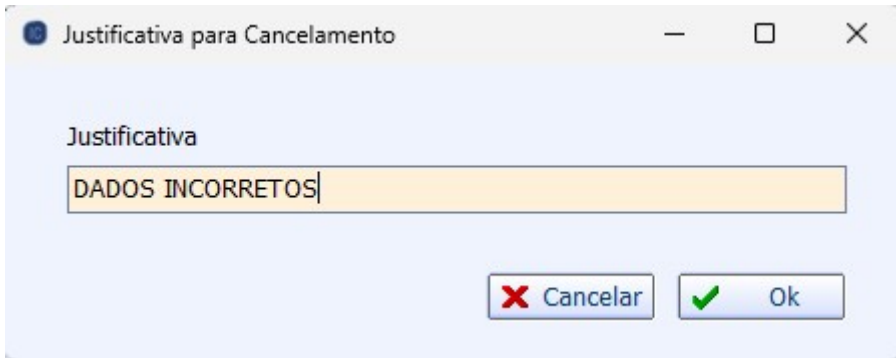 Justificativa para Cancelamento
Justificativa
DADOS INCORRETOS
Cancelar
Ok